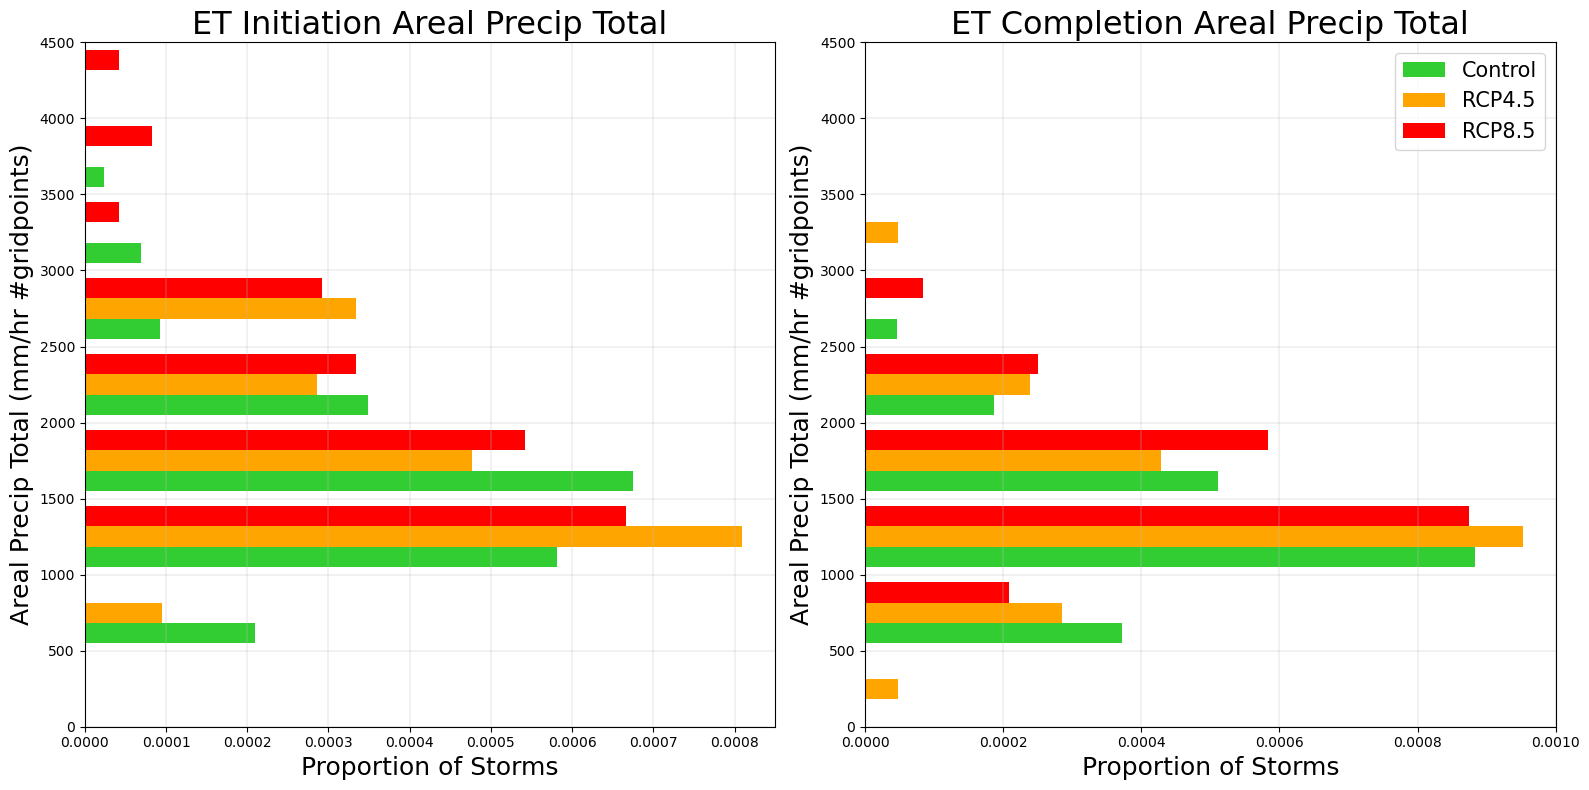 ET Initiation Areal Precip Total
Areal Precip Total (mm/hr #gridpoints)
4500
4000
3500
3000
2500
2000
1500
1000
500
0
0.0000 0.0001 0.0002 0.0003 0.0004 0.0005 0.0006 0.0007 0.0008
Proportion of Storms
ET Completion Areal Precip Total
Areal Precip Total (mm/hr #gridpoints)
4500
4000
3500
3000
2500
2000
1500
1000
500
0
Control
RCP4.5
RCP8.5
0.0000 0.0002 0.0004 0.0006 0.0008 0.0010
Proportion of Storms